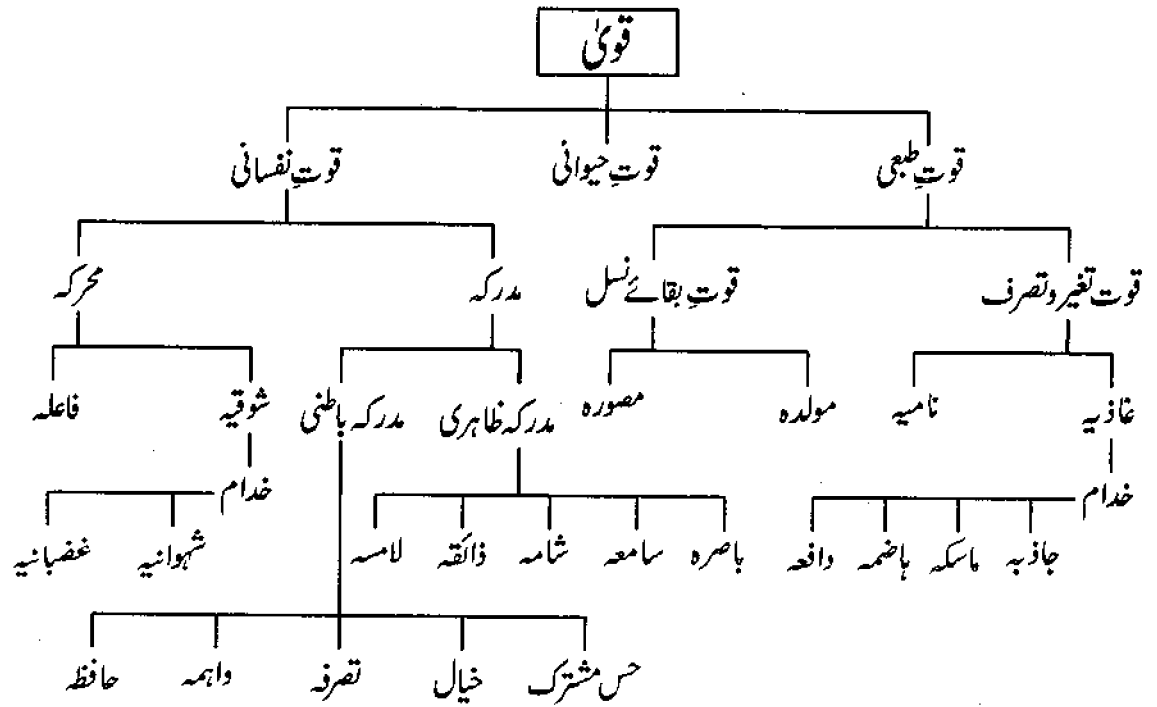 قویٰ
قوتِ طبعی قوتِ حیوانی قوتِ نفسانی
قوت تغیر و تصرف قوتِ بقائے نسل مدرکہ محرکہ
غاذیہ نامیہ مولدہ مصورہ مدرکہ ظاہری مدرکہ باطنی شوقیہ فاعلہ
خدام خدام
جاذبہ ماسکہ ہاضمہ دافعہ باصرہ سامعہ شامہ ذائقہ لامسہ شہوانیہ غضبانیہ
حس مشترک خیال تصرفہ واہمہ حافظہ